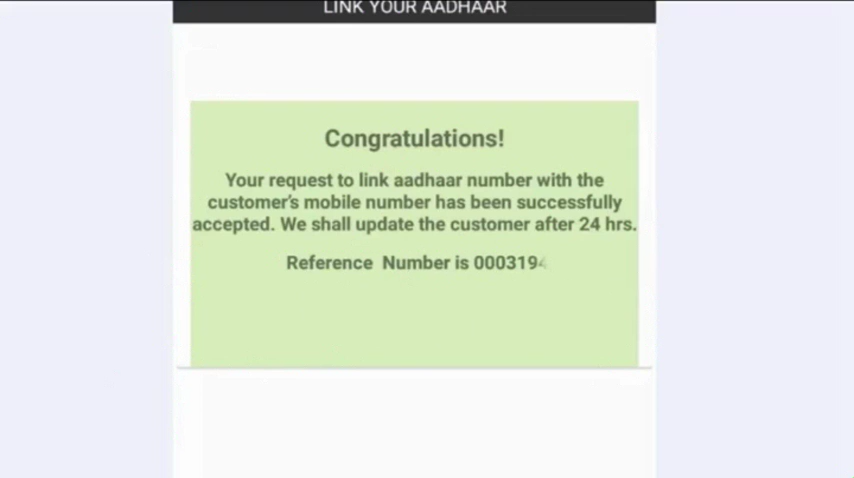 LINK YOUR AADHAAR
Congratulations!
Your request to link aadhaar number with the
customer's mobile number has been successfully
accepted. We shall update the customer after 24 hrs.
Reference Number is 000319